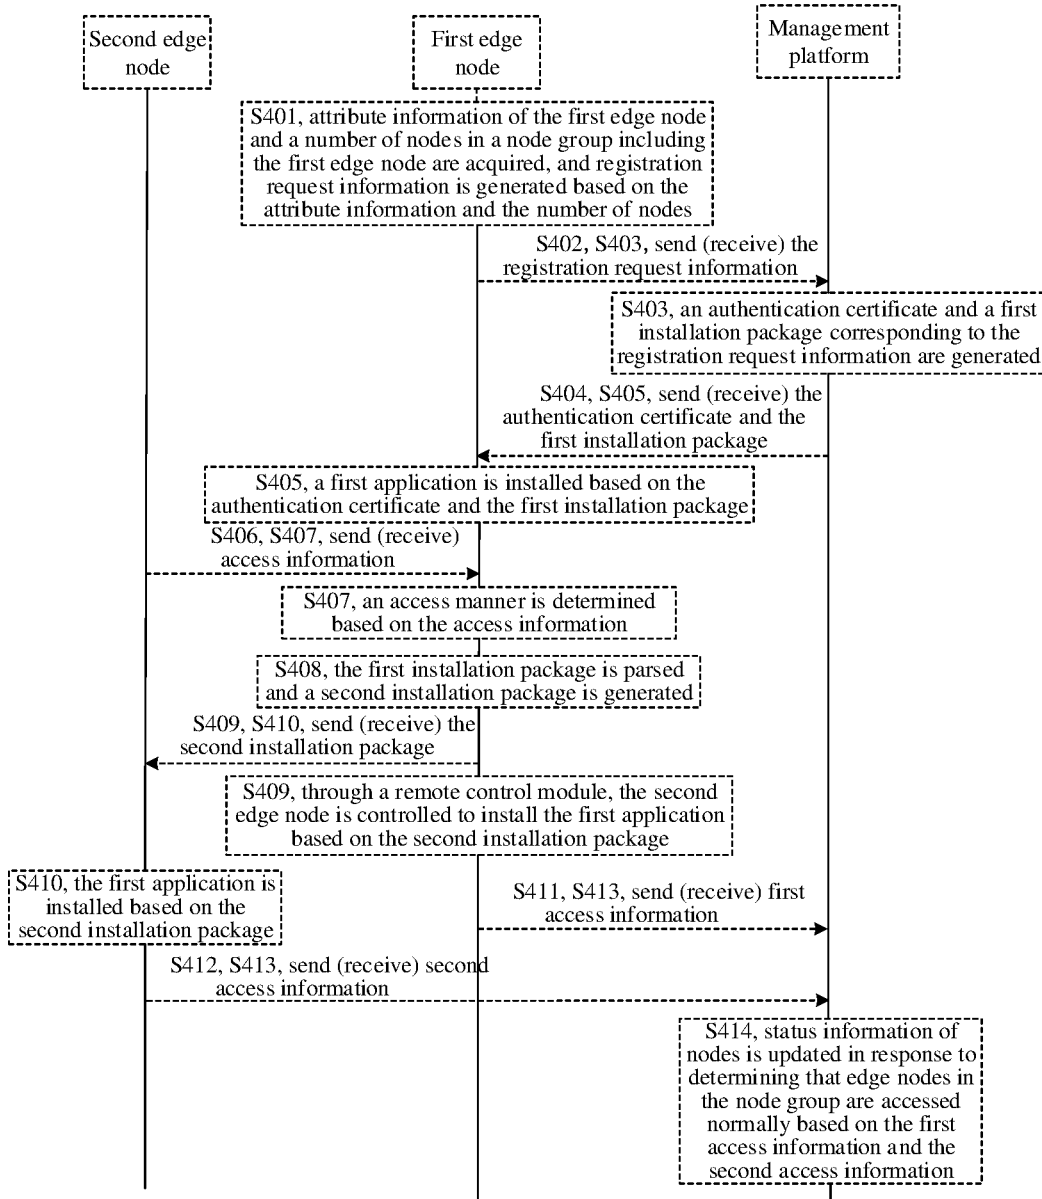 Second edge
node
First edge
node
Management
platform
S401, attribute information of the first edge node
and a number of nodes in a node group including
the first edge node are acquired, and registration
request information is generated based on the
attribute information and the number of nodes
S402, S403, send (receive) the
registration request information
S403, an authentication certificate and a first
installation package corresponding to the
registration request information are generated
S404, S405, send (receive) the
authentication certificate and the
first installation package
S405, a first application is installed based on the
authentication certificate and the first installation package
S406, S407, send (receive)
access information
S407, an access manner is determined
based on the access information
S408, the first installation package is parsed
and a second installation package is generated
S409, S410, send (receive) the
second installation package
S409, through a remote control module, the second
edge node is controlled to install the first application
based on the second installation package
S410, the first application is
installed based on the
second installation package
S411, S413, send (receive) first
access information
S412, S413, send (receive) second
access information
S414, status information of
nodes is updated in response to
determining that edge nodes in
the node group are accessed
normally based on the first
access information and the
second access information